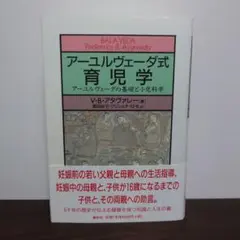 BALA VEDA
Pediatrics & Ayurveda
アーユルヴェーダ式
育児学
アーユルヴェーダの基礎と小児科学
V・B・アタヴァレー 著
妊娠前の若い父親と母親への生活指導、
妊娠中の母親と、子供が16歳になるまでの
子供と、その両親への助言。